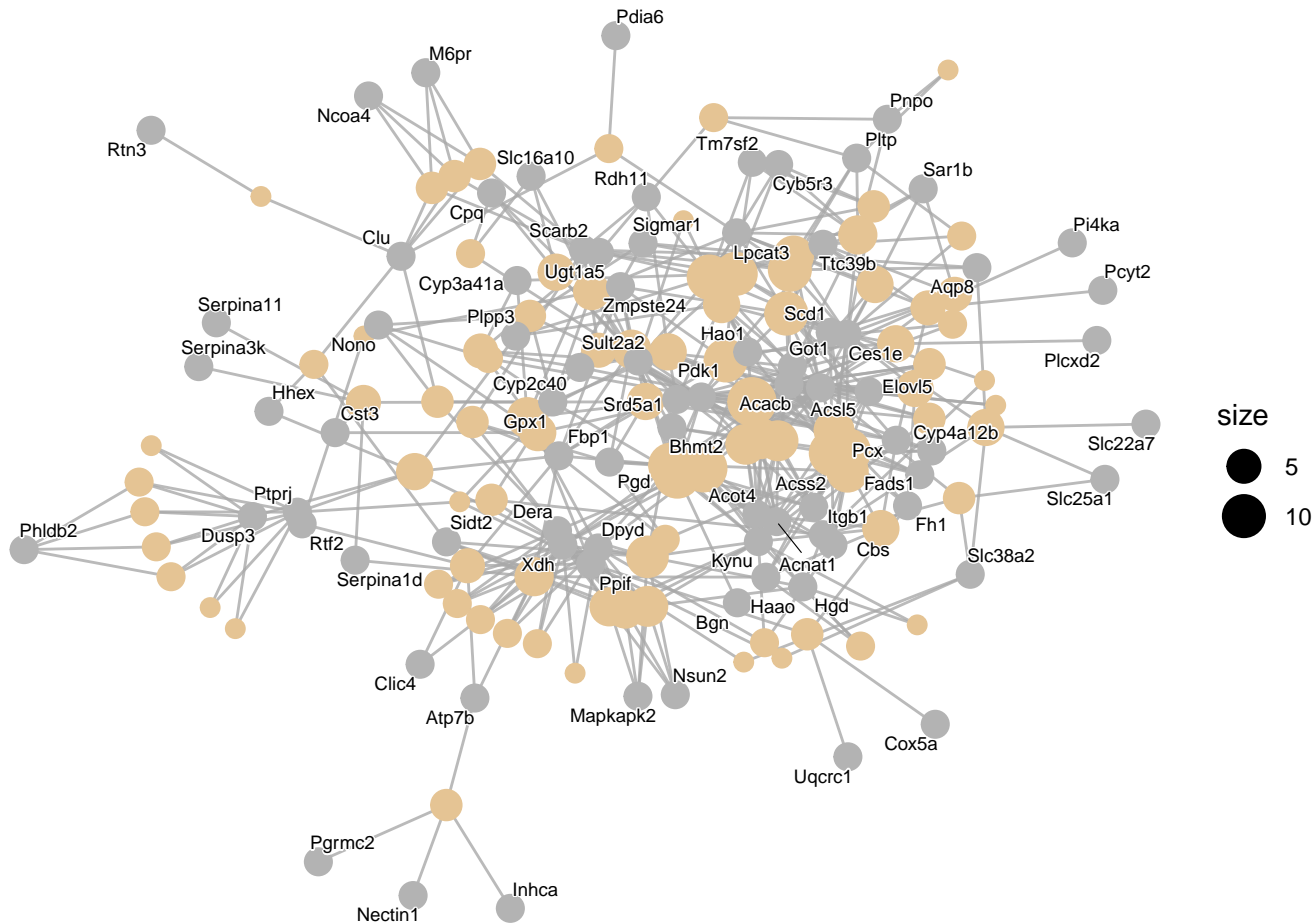 Pdia6
M6pr
Ncoa4
Pnpo
Rtn3
Tm7sf2
Pltp
Slc16a10
Rdh11
Cyb5r3
Sar1b
Cpq
Clu
Scarb2
Sigmar1
Pi4ka
Lpcat3
Ttc39b
Ugt1a5
Cyp3a41a
Aqp8
Pcyt2
Serpina11
Zmpste24
Plpp3
Scd1
Hao1
Sult2a2
Serpina3k
Nono
Got1
Ces1e
Plcxd2
Pdk1
Hhex
Cyp2c40
Elovl5
Srd5a1
Acacb
Acsl5
Cst3
Gpx1
Cyp4a12b
Slc22a7
Fbp1
Bhmt2
Pcx
Pgd
Acss2
Fads1
Ptprj
Acot4
Slc25a1
Phldb2
Dusp3
Rtf2
Sidt2
Dera
Dpyd
Itgb1
Fh1
Cbs
Slc38a2
Serpina1d
Xdh
Ppif
Kynu
Acnat1
Haao
Hgd
Bgn
Clic4
Nsun2
Atp7b
Mapkapk2
Cox5a
Uqcrc1
Pgrmc2
Nectin1
Inhca
size
5
10